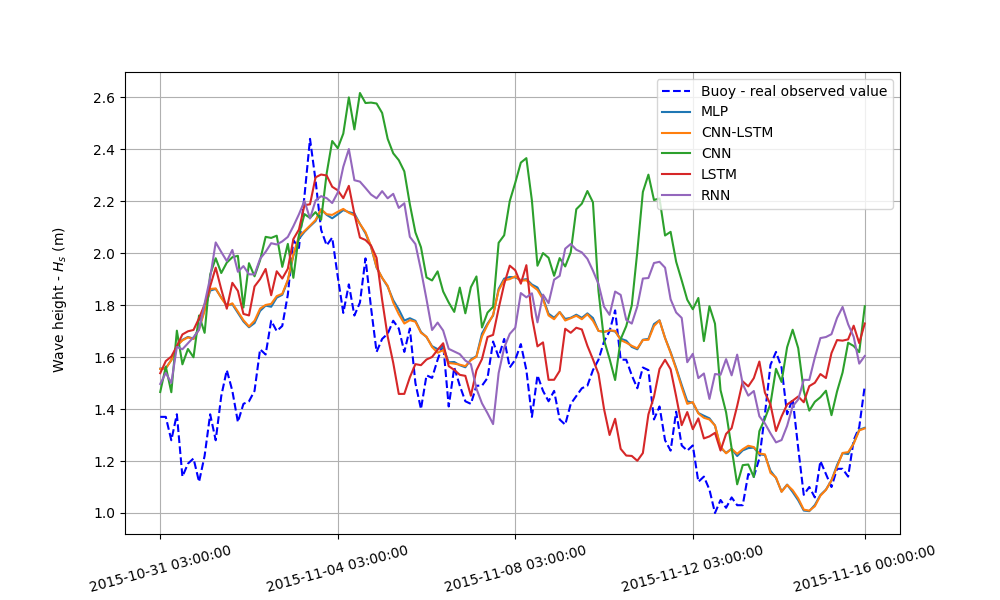 Buoy - real observed value
MLP
CNN-LSTM
CNN
LSTM
RNN
Wave height - Hs (m)
2.6
2.4
2.2
2.0
1.8
1.6
1.4
1.2
1.0
2015-10-31 03:00:00
2015-11-04 03:00:00
2015-11-08 03:00:00
2015-11-12 03:00:00
2015-11-16 00:00:00